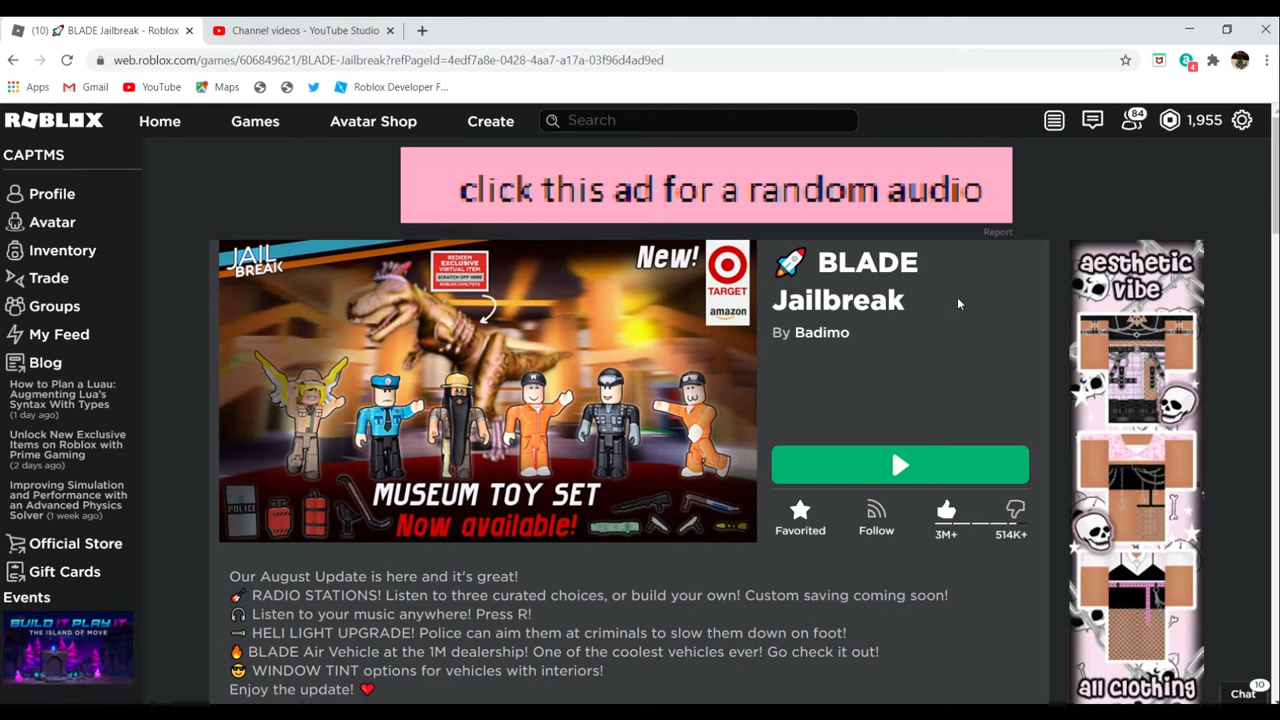 (10) 🚀 BLADE Jailbreak - Roblox
Channel videos - YouTube Studio
web.roblox.com/games/606849621/BLADE-Jailbreak?refPageId=4edf7a8e-0428-4aa7-a17a-03f96d4ad9ed
4
Apps Gmail YouTube Maps Roblox Developer F...
ROBLOX Home Games Avatar Shop Create Search 84 1,955
CAPTMS
Profile
Avatar
Inventory
Trade
Groups
My Feed
Blog
How to Plan a Luau:
Augmenting Lua's
Syntax With Types
(1 day ago)
Unlock New Exclusive
Items on Roblox with
Prime Gaming
(2 days ago)
Improving Simulation
and Performance with
an Advanced Physics
Solver (1 week ago)
Official Store
Gift Cards
Events
BUILD IT PLAY IT
THE ISLAND OF MOVE
click this ad for a random audio
Report
JAIL
BREAK
REDEEM
EXCLUSIVE
VIRTUAL ITEM
SCRATCH OFF HERE
ROBLOX.COM/TOYS
New!
TARGET
amazon
POLICE
MUSEUM TOY SET
Now available!
🚀 BLADE
Jailbreak
By Badimo
Favorited Follow 3M+ 514K+
Our August Update is here and it's great!
🎸 RADIO STATIONS! Listen to three curated choices, or build your own! Custom saving coming soon!
🎧 Listen to your music anywhere! Press R!
🔦 HELI LIGHT UPGRADE! Police can aim them at criminals to slow them down on foot!
🔥 BLADE Air Vehicle at the 1M dealership! One of the coolest vehicles ever! Go check it out!
😎 WINDOW TINT options for vehicles with interiors!
Enjoy the update! ❤️
aesthetic
vibe
all clothing
Chat 10